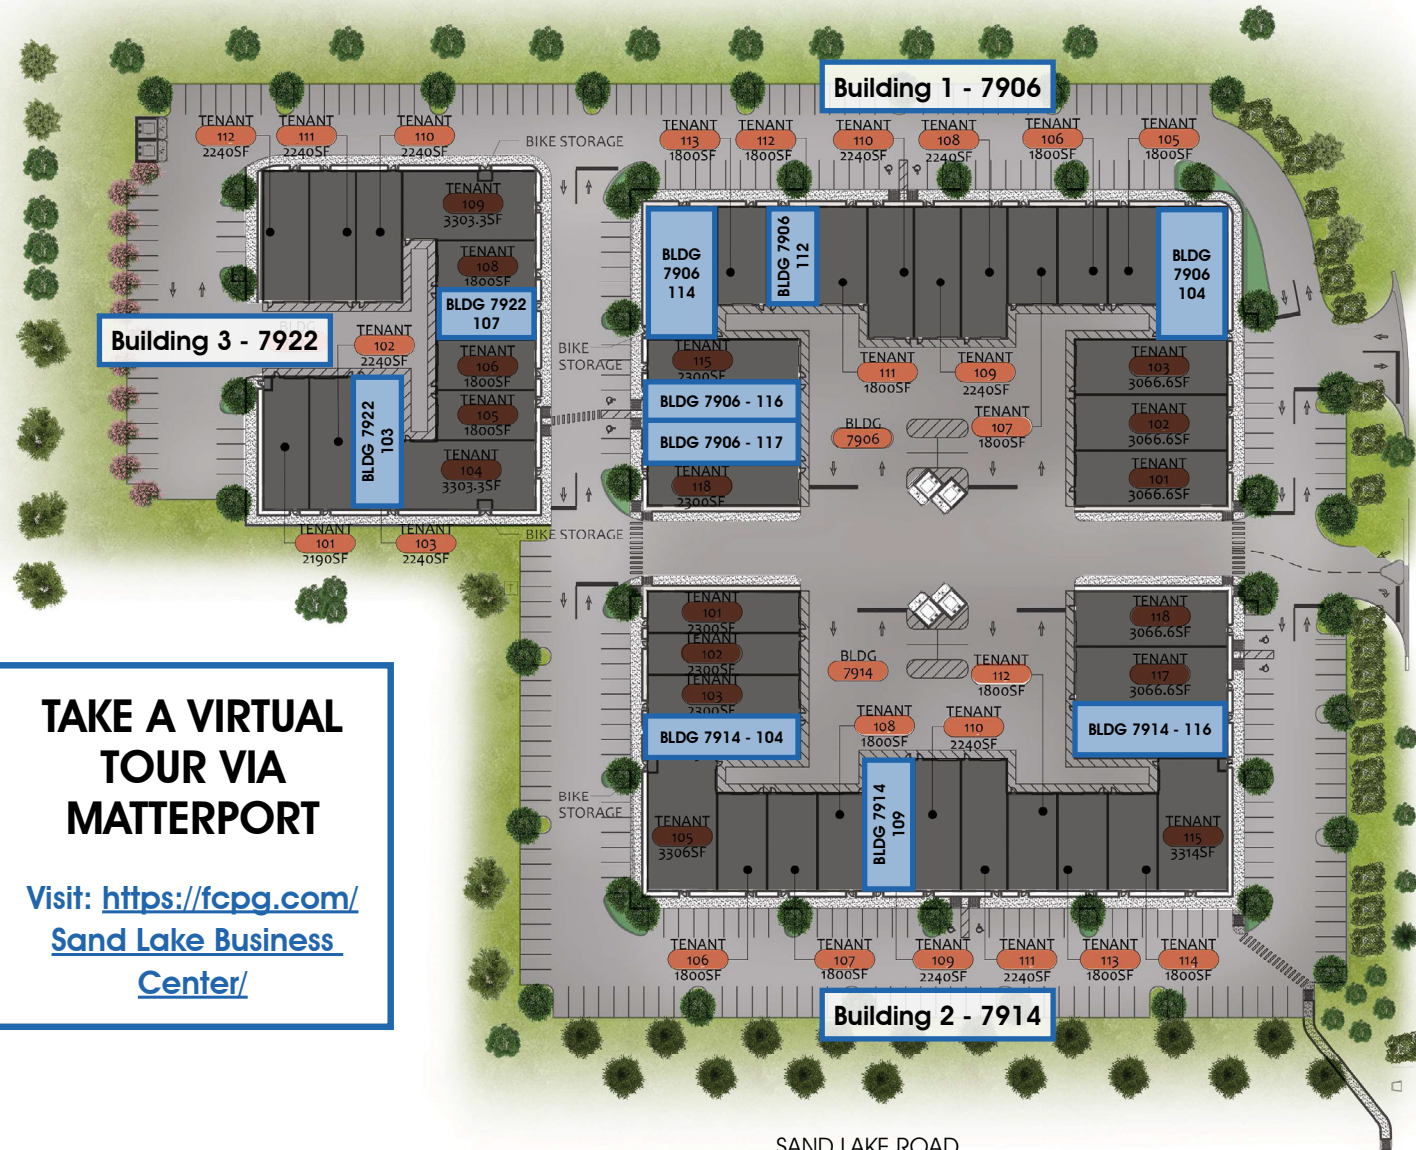 Building 1 - 7906
TENANT
112
2240SF
TENANT
111
2240SF
TENANT
110
2240SF
BIKE STORAGE
TENANT
113
1800SF
TENANT
112
1800SF
TENANT
110
2240SF
TENANT
108
2240SF
TENANT
106
1800SF
TENANT
105
1800SF
TENANT
109
3303.3SF
TENANT
108
1800SF
BLDG 7922
107
TENANT
106
1800SF
TENANT
105
1800SF
TENANT
104
3303.3SF
Building 3 - 7922
TENANT
102
2240SF
BLDG 7922
103
TENANT
101
2190SF
TENANT
103
2240SF
BIKE STORAGE
BLDG
7906
114
BLDG 7906
112
BLDG
7906
104
BIKE
STORAGE
TENANT
115
2300SF
BLDG 7906 - 116
BLDG 7906 - 117
TENANT
118
2300SF
TENANT
111
1800SF
TENANT
109
2240SF
BLDG
7906
TENANT
107
1800SF
TENANT
103
3066.6SF
TENANT
102
3066.6SF
TENANT
101
3066.6SF
TENANT
101
2300SF
TENANT
102
2300SF
TENANT
103
2300SF
BLDG 7914 - 104
BLDG
7914
TENANT
112
1800SF
TENANT
108
1800SF
TENANT
110
2240SF
TENANT
118
3066.6SF
TENANT
117
3066.6SF
BLDG 7914 - 116
BIKE
STORAGE
TENANT
105
3306SF
BLDG 7914
109
TENANT
115
3314SF
TENANT
106
1800SF
TENANT
107
1800SF
TENANT
109
2240SF
TENANT
111
2240SF
TENANT
113
1800SF
TENANT
114
1800SF
Building 2 - 7914
SAND LAKE ROAD
TAKE A VIRTUAL
TOUR VIA
MATTERPORT
Visit: https://fcpg.com/
Sand Lake Business
Center/